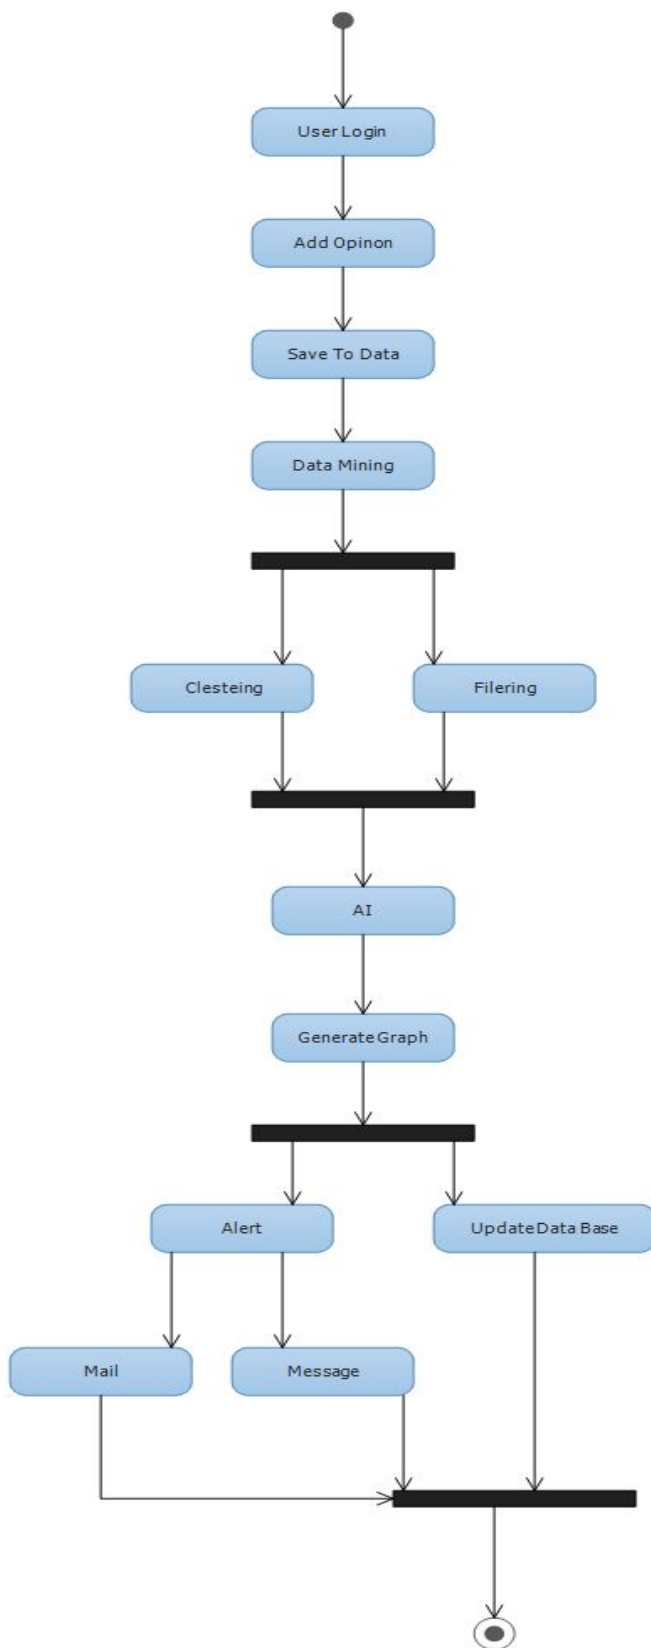 User Login
Add Opinon
Save To Data
Data Mining
Clesteing
Filering
AI
Generate Graph
Alert
Update Data Base
Mail
Message